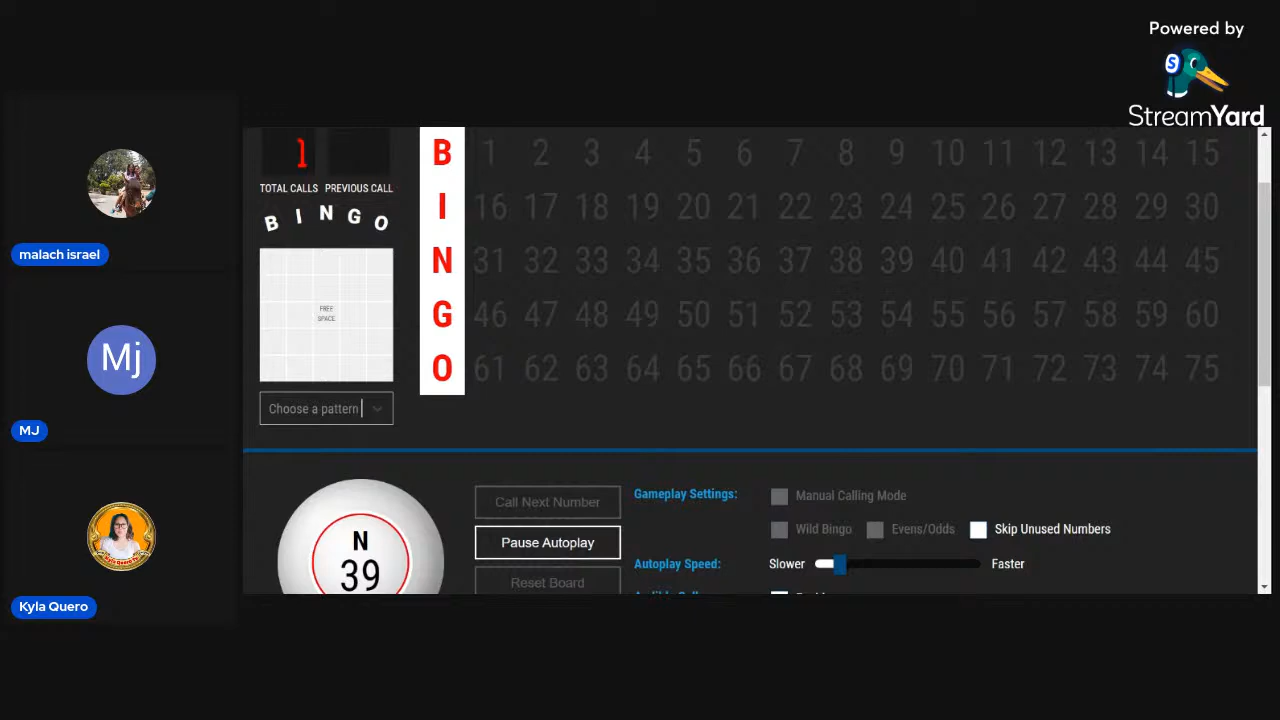 Powered by
S
StreamYard
malach israel
Mj
MJ
Kyla Quero
1
TOTAL CALLS PREVIOUS CALL
B I N G O
FREE
SPACE
Choose a pattern
B 1 2 3 4 5 6 7 8 9 10 11 12 13 14 15
I 16 17 18 19 20 21 22 23 24 25 26 27 28 29 30
N 31 32 33 34 35 36 37 38 39 40 41 42 43 44 45
G 46 47 48 49 50 51 52 53 54 55 56 57 58 59 60
O 61 62 63 64 65 66 67 68 69 70 71 72 73 74 75
N
39
Call Next Number
Pause Autoplay
Reset Board
Gameplay Settings: Manual Calling Mode
Wild Bingo Evens/Odds Skip Unused Numbers
Autoplay Speed: Slower Faster